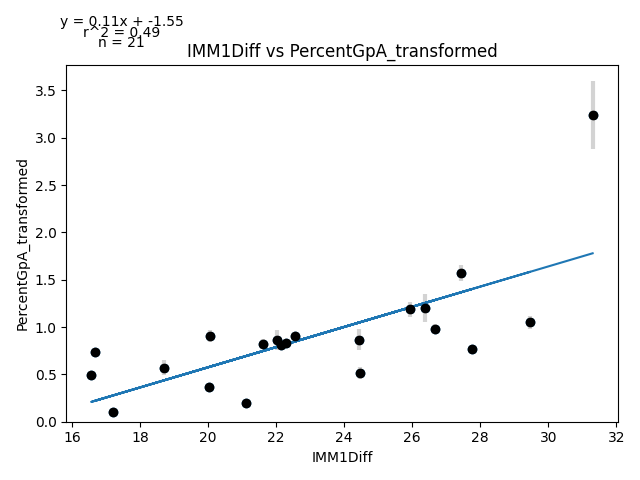 y = 0.11x + -1.55
r^2 = 0.49
n = 21
IMM1Diff vs PercentGpA_transformed
PercentGpA_transformed
3.5
3.0
2.5
2.0
1.5
1.0
0.5
0.0
16 18 20 22 24 26 28 30 32
IMM1Diff